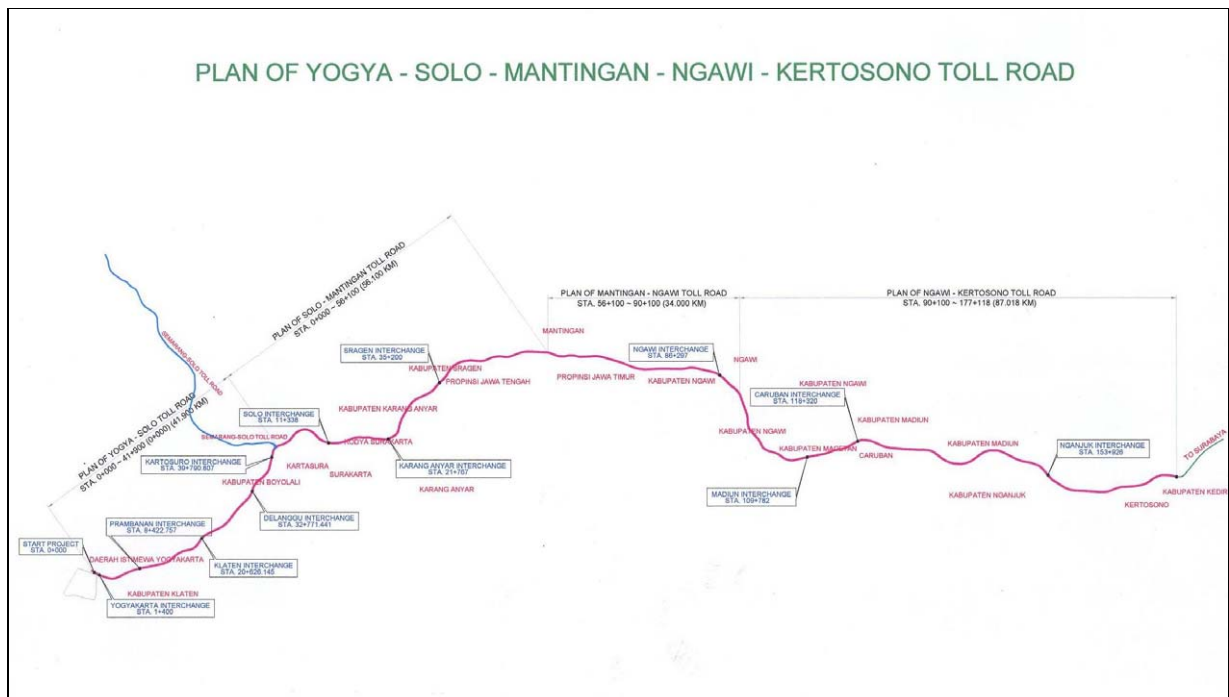 PLAN OF YOGYA - SOLO - MANTINGAN - NGAWI - KERTOSONO TOLL ROAD
PLAN OF SOLO - MANTINGAN TOLL ROAD
STA. 0+000 ~ 56+100 (56.100 KM)
PLAN OF MANTINGAN - NGAWI TOLL ROAD
STA. 56+100 ~ 90+100 (34.000 KM)
PLAN OF NGAWI - KERTOSONO TOLL ROAD
STA. 90+100 ~ 177+118 (87.018 KM)
SEMARANG-SOLO TOLL ROAD
MANTINGAN
SRAGEN INTERCHANGE
STA. 35+200
KABUPATEN SRAGEN
PROPINSI JAWA TENGAH
PROPINSI JAWA TIMUR
KABUPATEN NGAWI
NGAWI INTERCHANGE
NGAWI
KABUPATEN NGAWI
CARUBAN INTERCHANGE
STA. 118+320
KABUPATEN MADIUN
PLAN OF YOGYA - SOLO TOLL ROAD
STA. 0+000 ~ 41+900 (0+000) (41.900 KM)
SOLO INTERCHANGE
STA. 11+338
KABUPATEN KARANG ANYAR
SEMARANG-SOLO TOLL ROAD
SURAKARTA
KABUPATEN NGAWI
KABUPATEN MAGETAN
CARUBAN
KABUPATEN MADIUN
NGANJUK INTERCHANGE
STA. 153+926
TO SURABAYA
KARTOSURO INTERCHANGE
STA. 39+790.607
KARTASURA
SURAKARTA
KARANG ANYAR INTERCHANGE
STA. 21+767
KARANG ANYAR
KABUPATEN BOYOLALI
MADIUN INTERCHANGE
STA. 109+782
KABUPATEN NGANJUK
KERTOSONO
KABUPATEN KEDIRI
DELANGGU INTERCHANGE
STA. 32+771.441
PRAMBANAN INTERCHANGE
STA. 8+422.757
START PROJECT
STA. 0+000
DAERAH ISTIMEWA YOGYAKARTA
KLATEN INTERCHANGE
STA. 20+626.145
KABUPATEN KLATEN
YOGYAKARTA INTERCHANGE
STA. 1+400